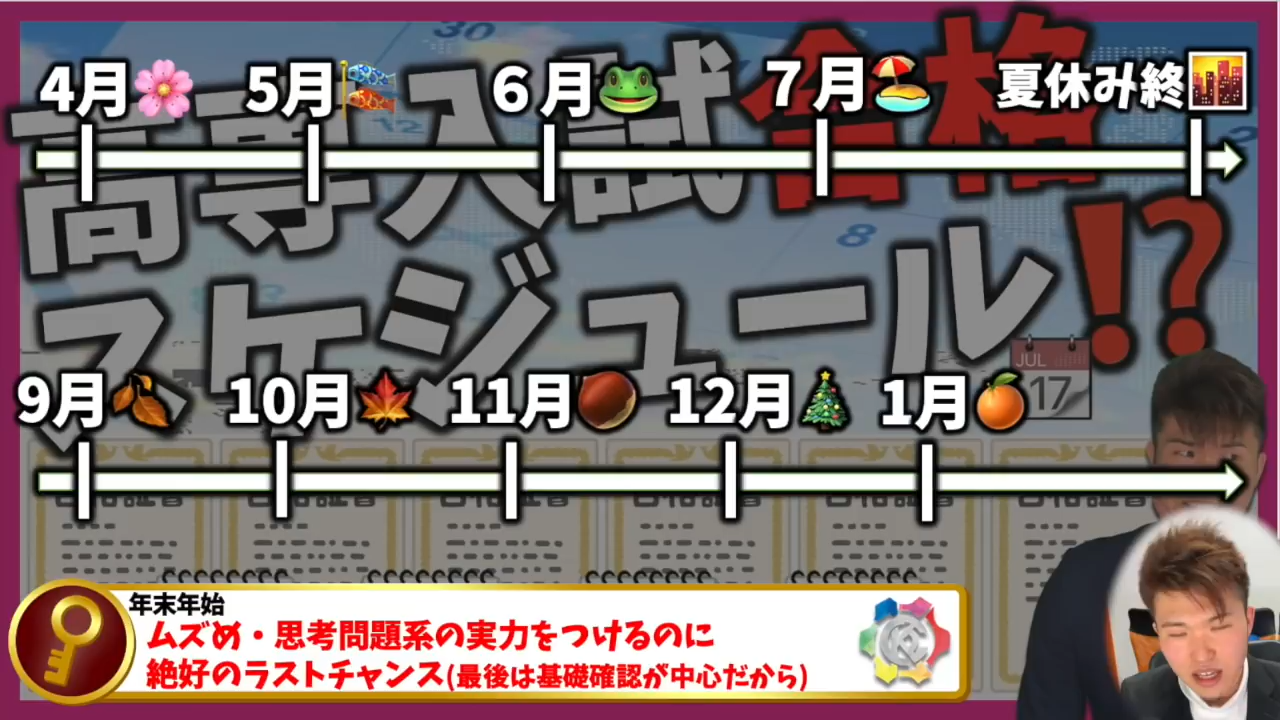 高専入試合格
スケジュール!?
4月 5月 6月 7月 夏休み終
9月 10月 11月 12月 1月
JUL
17
30
12
8
年末年始
ムズめ・思考問題系の実力をつけるのに
絶好のラストチャンス(最後は基礎確認が中心だから)